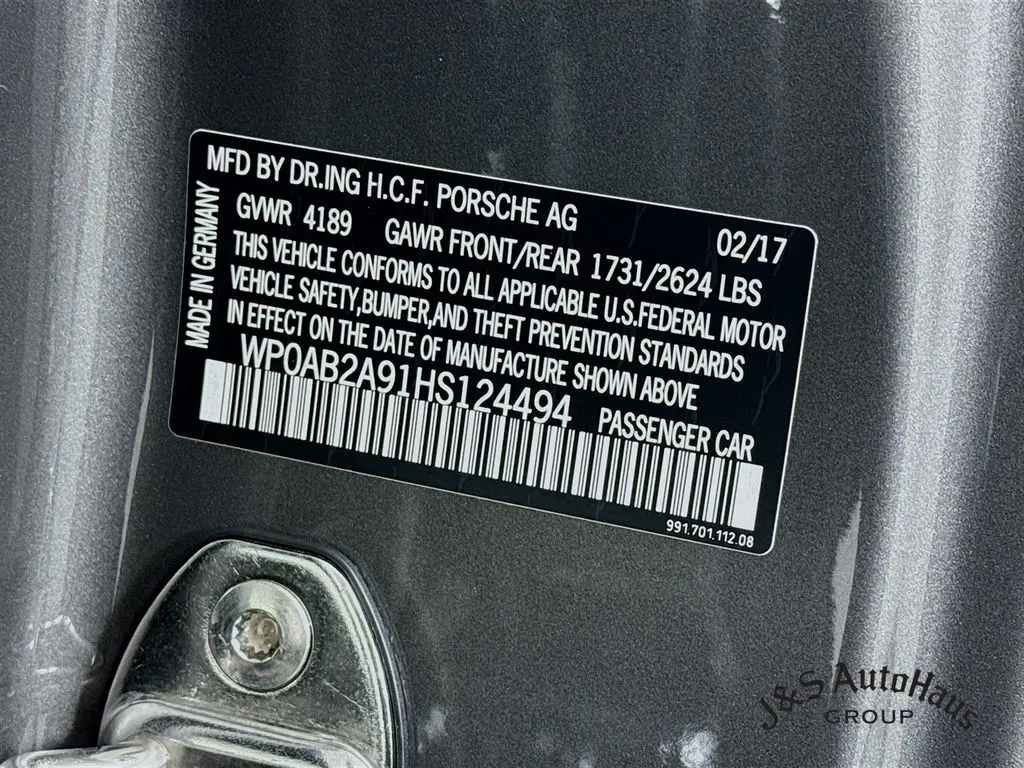 MFD BY DR.ING H.C.F. PORSCHE AG
02/17
GVWR 4189 GAWR FRONT/REAR 1731/2624 LBS
THIS VEHICLE CONFORMS TO ALL APPLICABLE U.S.FEDERAL MOTOR
VEHICLE SAFETY,BUMPER,AND THEFT PREVENTION STANDARDS
IN EFFECT ON THE DATE OF MANUFACTURE SHOWN ABOVE
WP0AB2A91HS124494 PASSENGER CAR
991.701.112.08
MADE IN GERMANY
J&S AutoHaus
GROUP